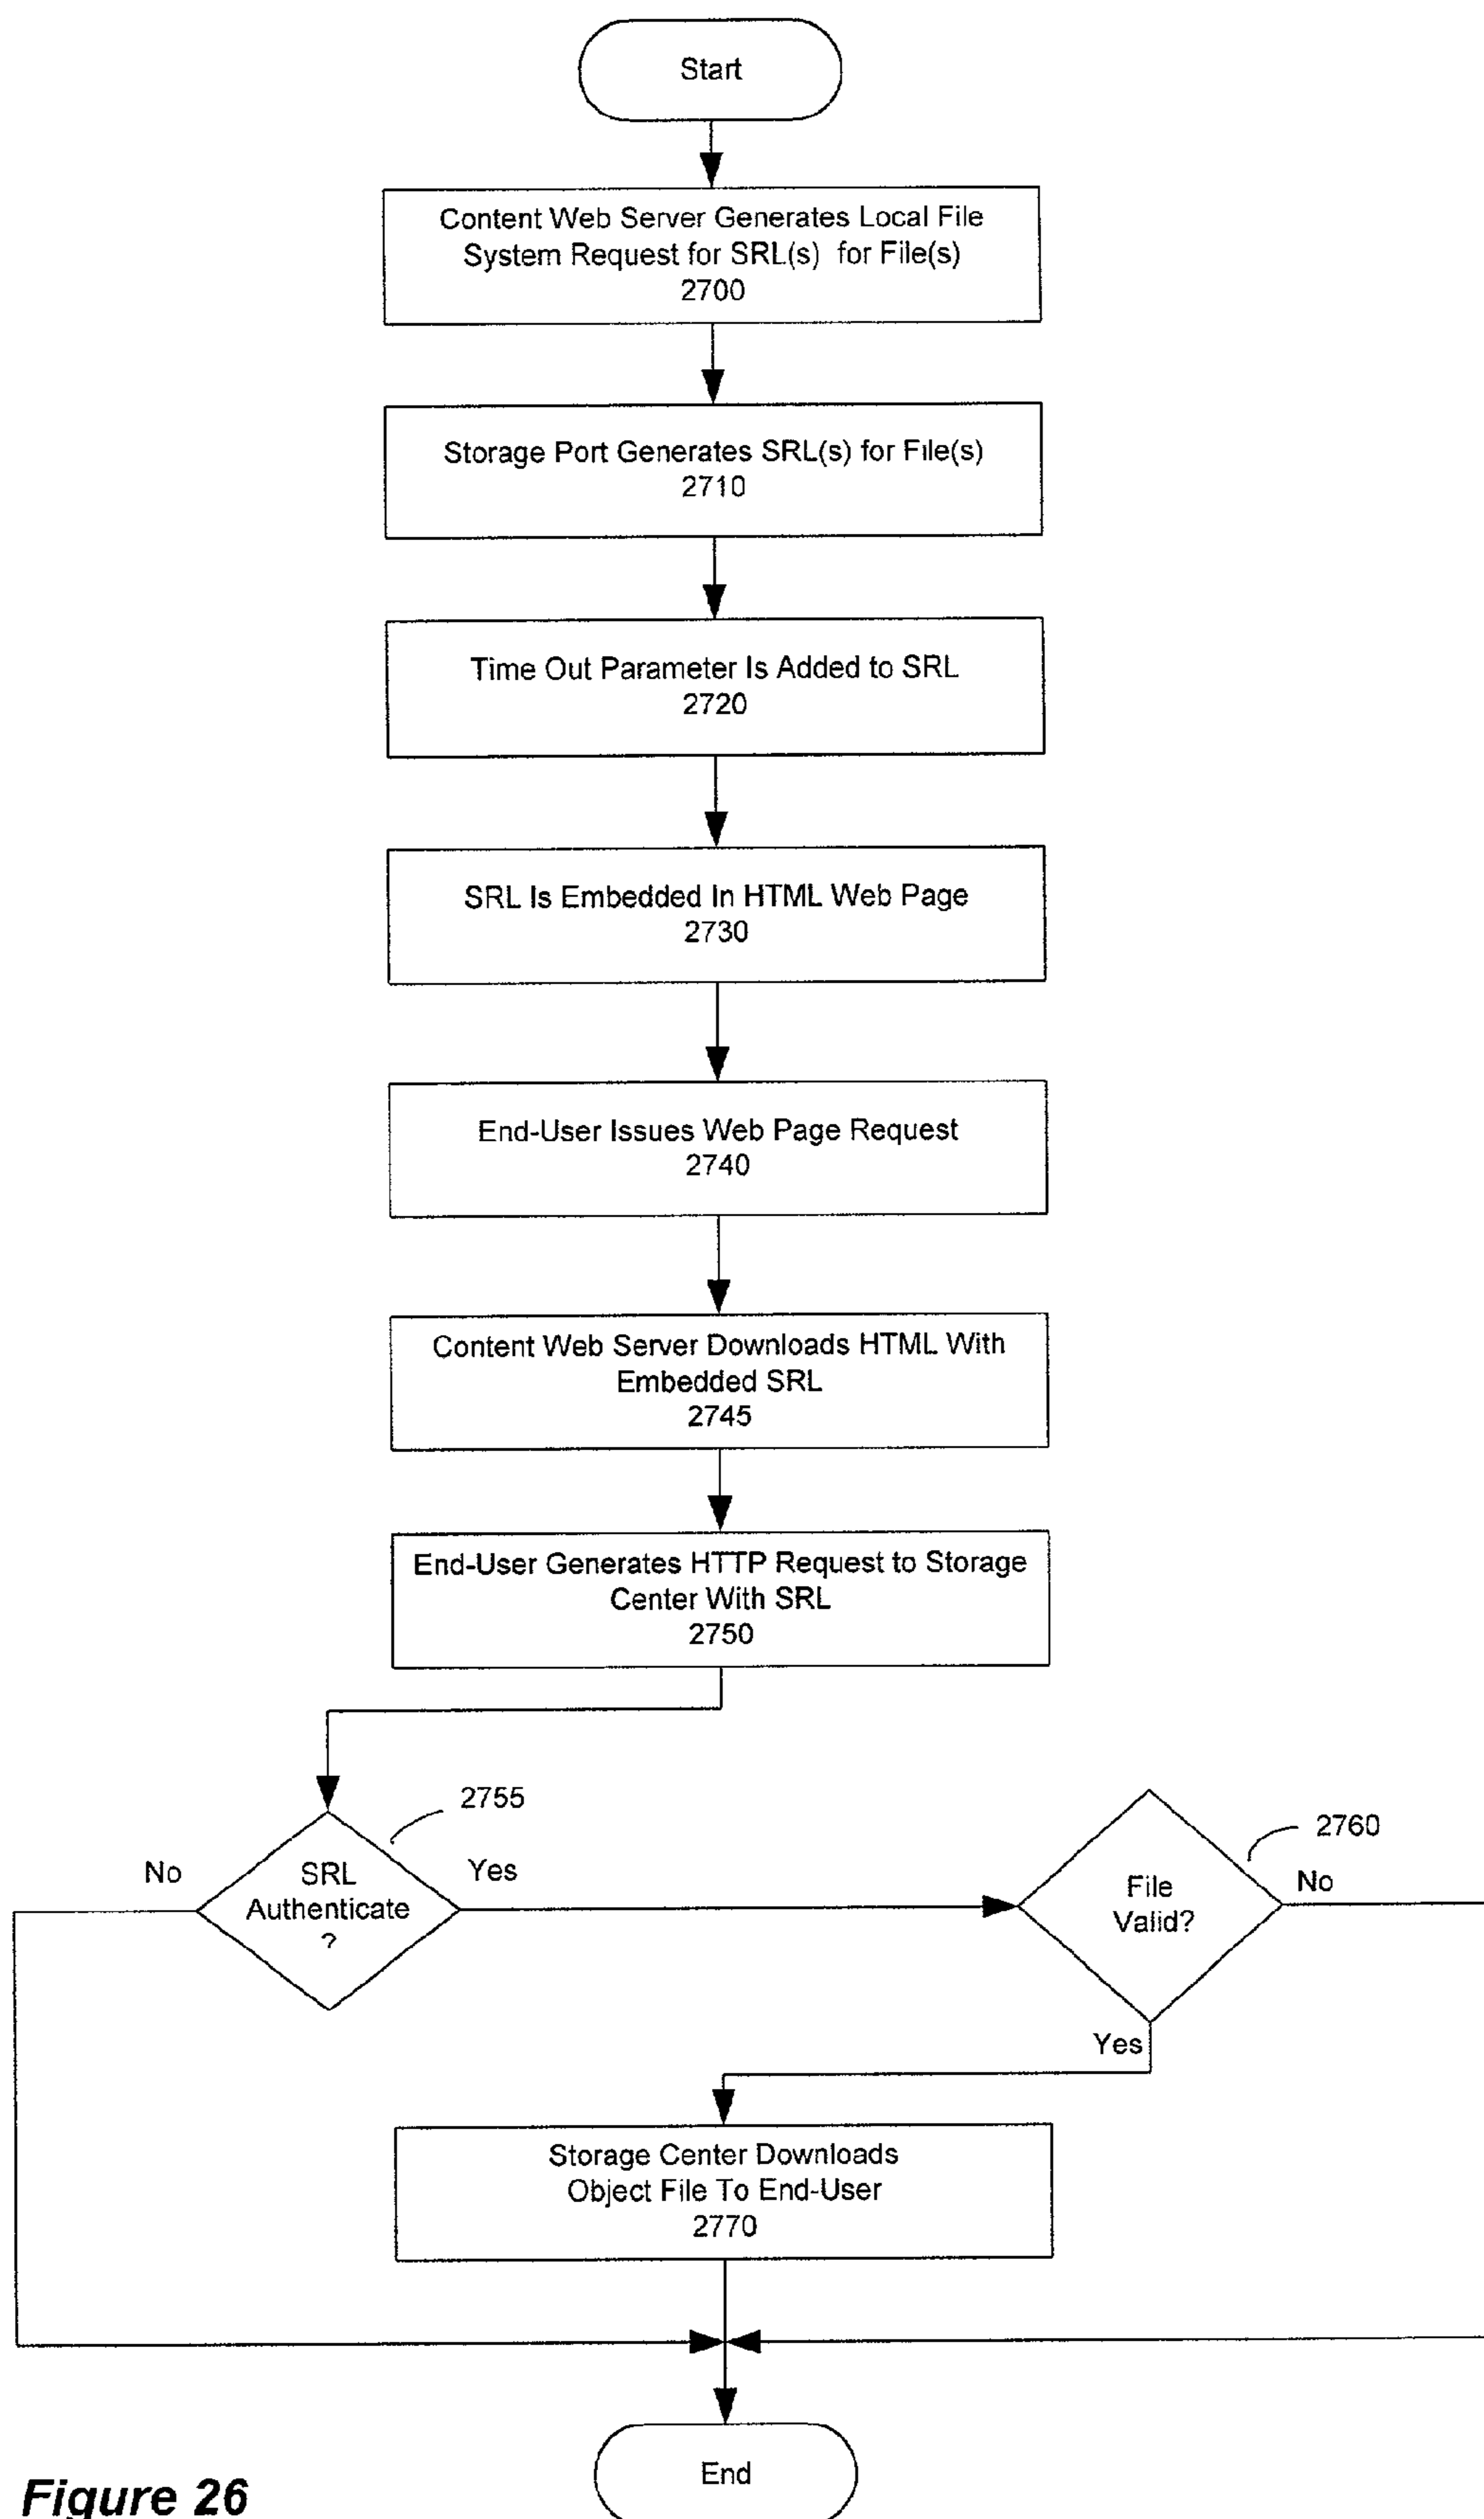 Start
Content Web Server Generates Local File
System Request for SRL(s) for File(s)
2700
Storage Port Generates SRL(s) for File(s)
2710
Time Out Parameter Is Added to SRL
2720
SRL Is Embedded In HTML Web Page
2730
End-User Issues Web Page Request
2740
Content Web Server Downloads HTML With
Embedded SRL
2745
End-User Generates HTTP Request to Storage
Center With SRL
2750
2755
2760
No
SRL
Authenticate
?
Yes
File
Valid?
No
Yes
Storage Center Downloads
Object File To End-User
2770
End
Figure 26